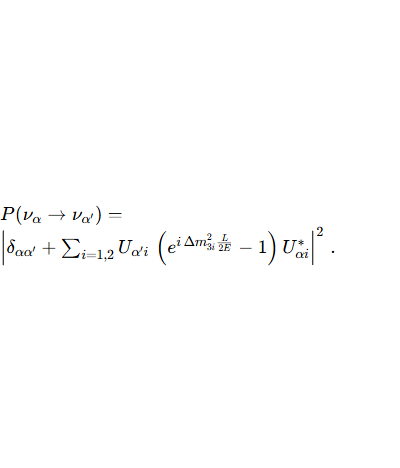 P(ν_α → ν_α′) =
|δ_αα′ + ∑_{i=1,2} U_α′i (e^{i Δm²_{3i} L/2E} − 1) U*_αi|² .